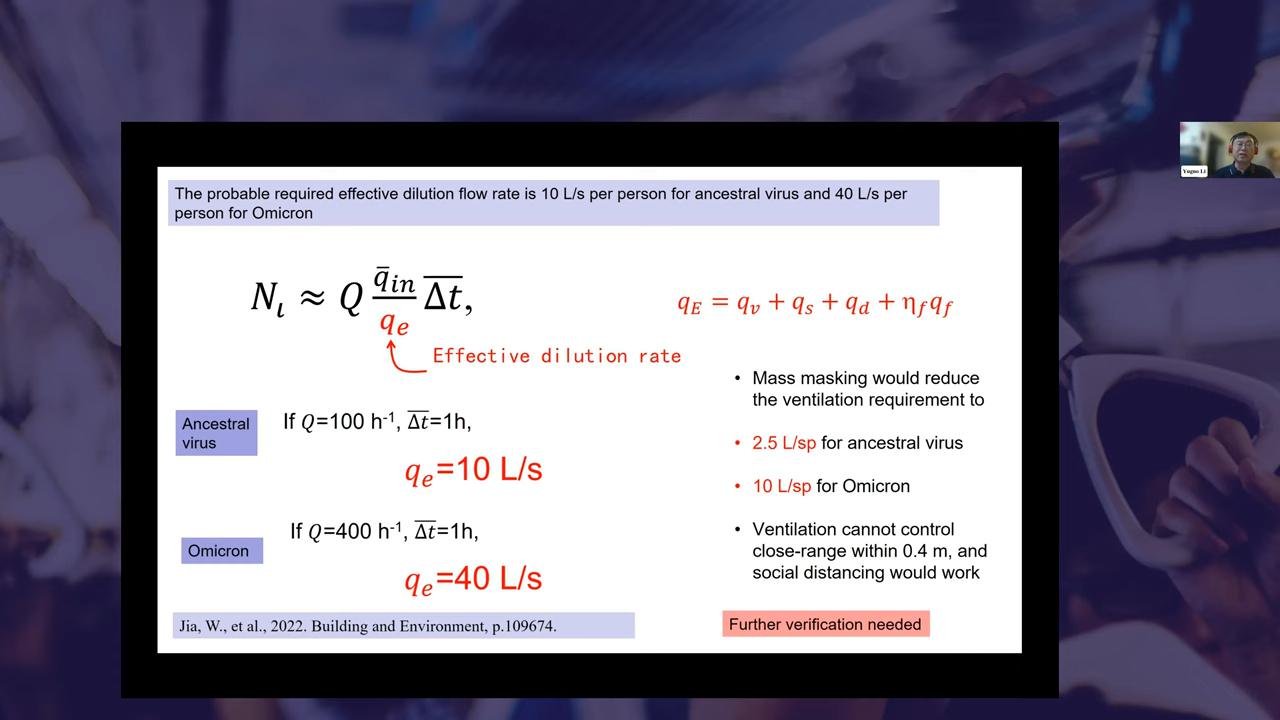 The probable required effective dilution flow rate is 10 L/s per person for ancestral virus and 40 L/s per
person for Omicron
N_ι ≈ Q q̄_in/q_e Δt̅,
Effective dilution rate
q_E = q_v + q_s + q_d + η_f q_f
Ancestral
virus
If Q=100 h⁻¹, Δt̅=1h,
q_e=10 L/s
Omicron
If Q=400 h⁻¹, Δt̅=1h,
q_e=40 L/s
• Mass masking would reduce
the ventilation requirement to
• 2.5 L/sp for ancestral virus
• 10 L/sp for Omicron
• Ventilation cannot control
close-range within 0.4 m, and
social distancing would work
Jia, W., et al., 2022. Building and Environment, p.109674.
Further verification needed
Yuguo Li